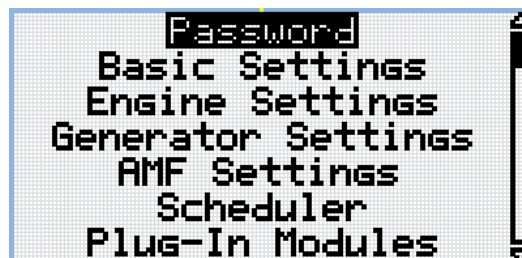 Password
Basic Settings
Engine Settings
Generator Settings
AMF Settings
Scheduler
Plug-In Modules